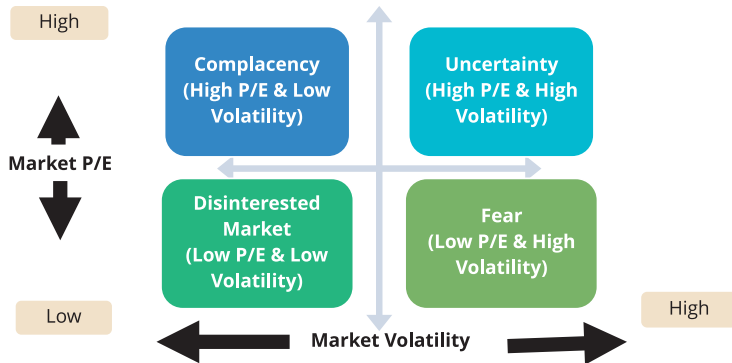 High
Complacency
(High P/E & Low
Volatility)
Uncertainty
(High P/E & High
Volatility)
Market P/E
Disinterested
Market
(Low P/E & Low
Volatility)
Fear
(Low P/E & High
Volatility)
Low
High
Market Volatility